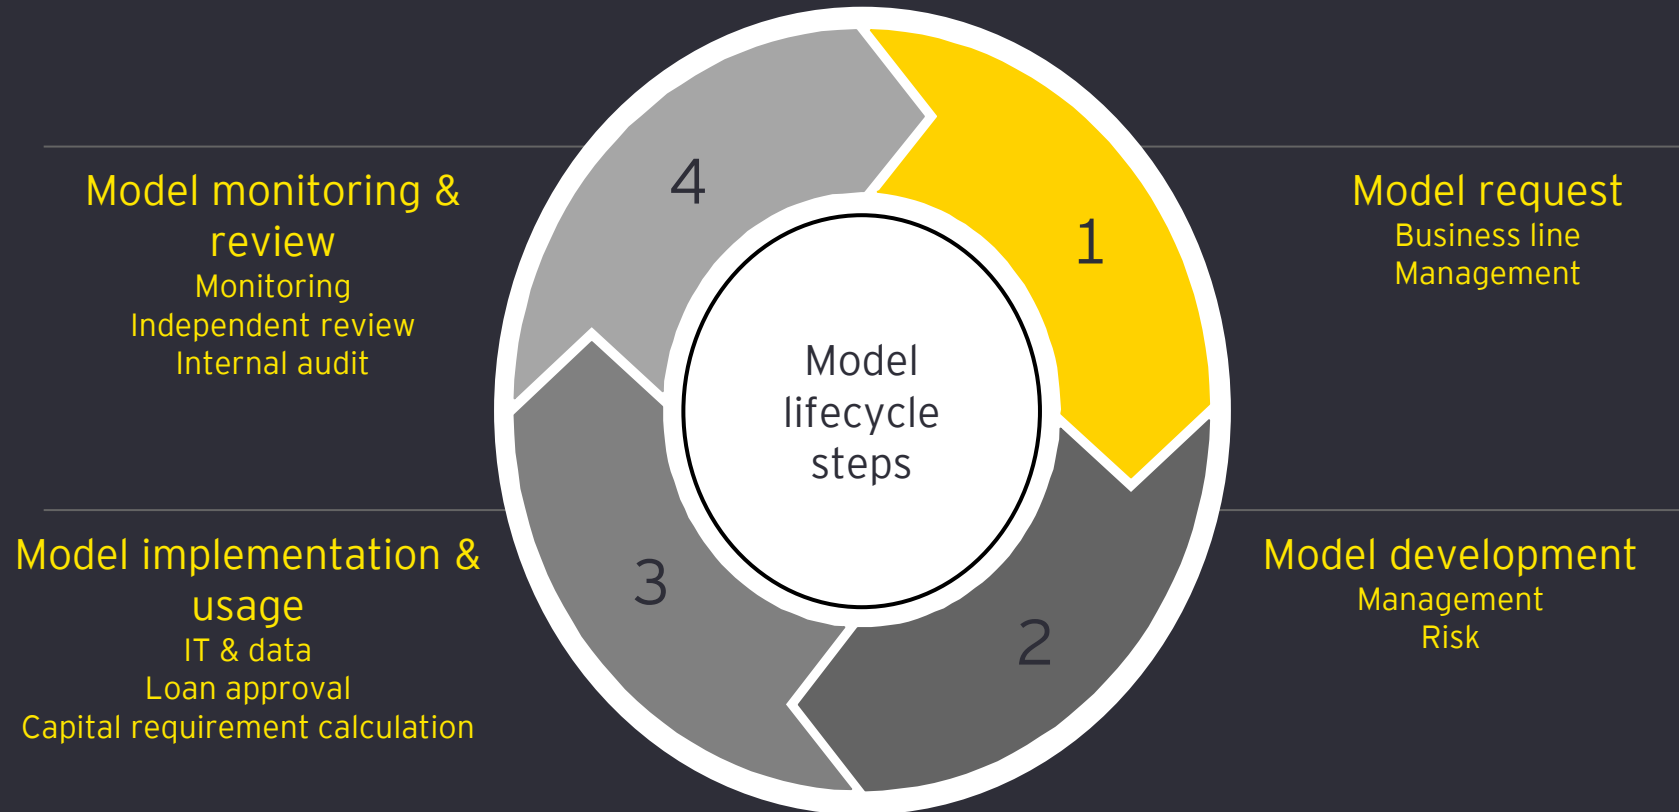 4
Model monitoring &
review
Monitoring
Independent review
Internal audit
1
Model request
Business line
Management
Model
lifecycle
steps
3
Model implementation &
usage
IT & data
Loan approval
Capital requirement calculation
2
Model development
Management
Risk